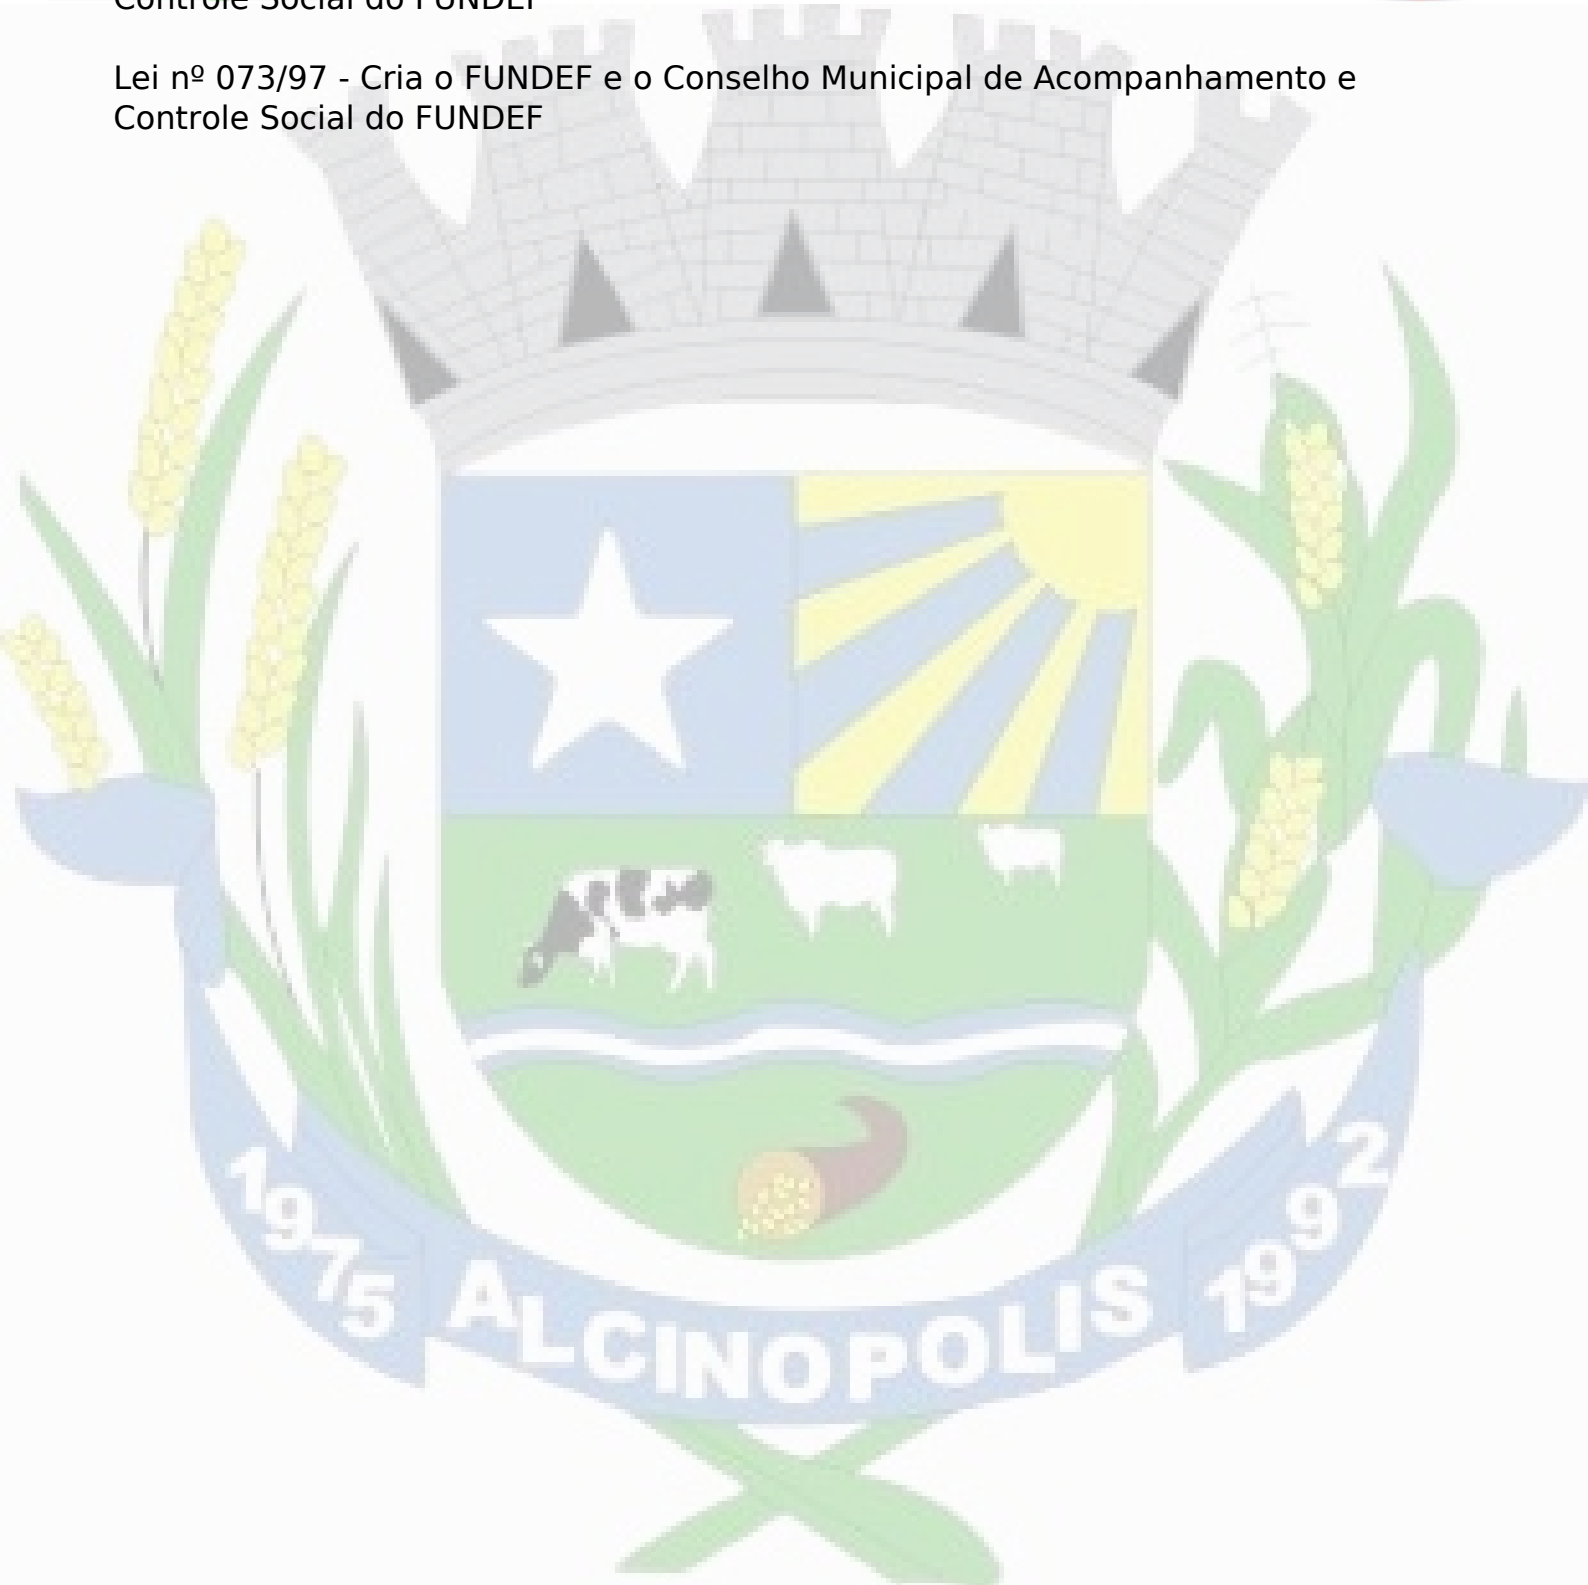 Controle Social do FUNDEF
Lei nº 073/97 - Cria o FUNDEF e o Conselho Municipal de Acompanhamento e
Controle Social do FUNDEF
1975
ALCINOPOLIS
1992